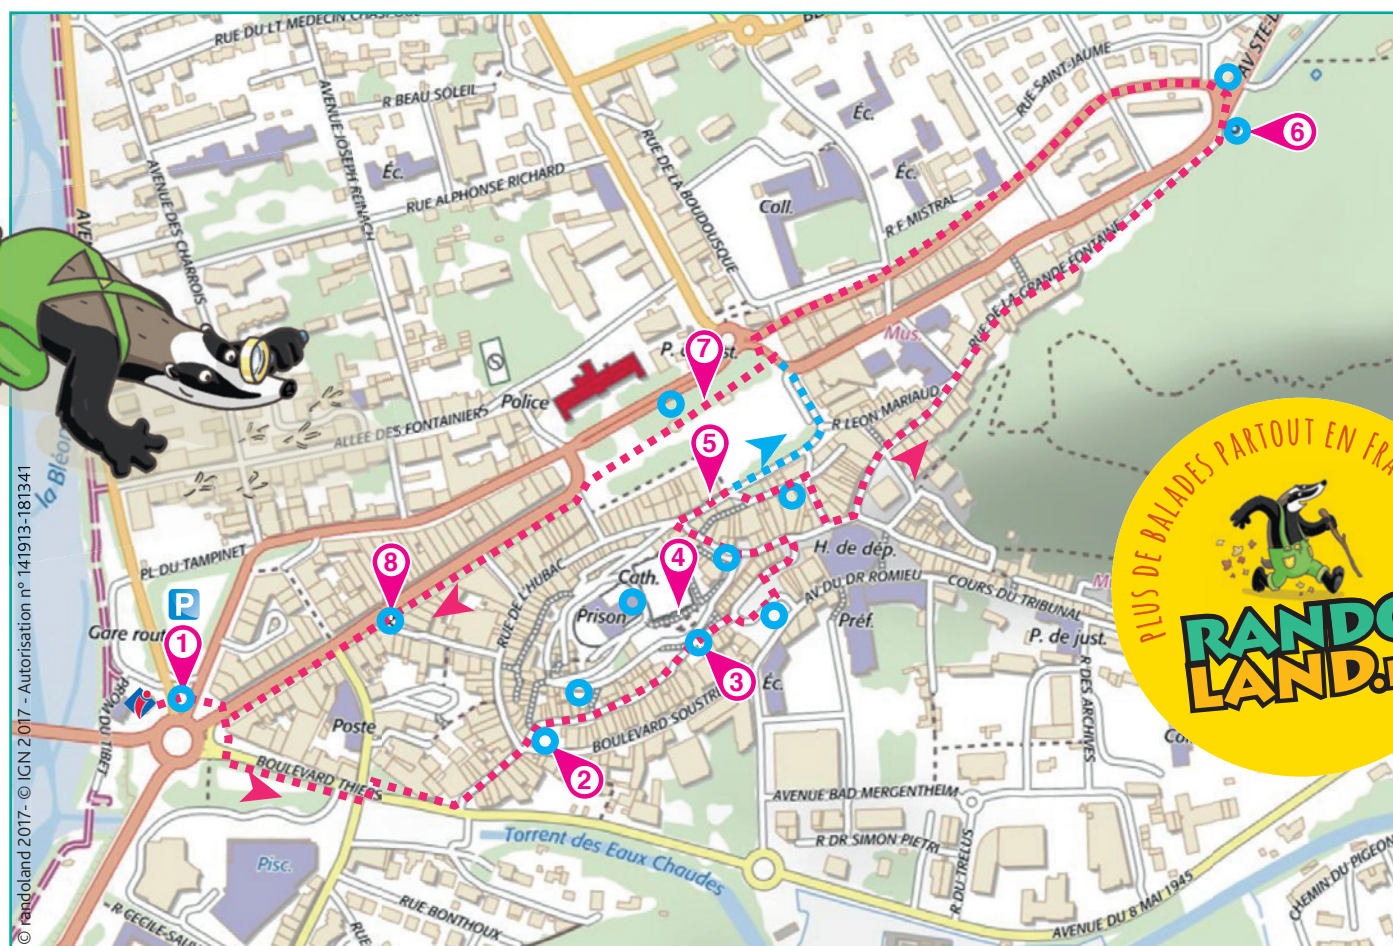 RUE DU LT MEDECIN
R BEAU SOLEIL
AVENUE JOSEPH REINACH
AVENUE DES CHARROIS
Éc.
RUE ALPHONSE RICHARD
RUE DE LA BOUDOUSQUE
Coll.
Éc.
Éc.
RUE SAINT-JAUME
R F. MISTRAL
6
RUE DE LA GRANDE FONTAINE
Mus.
7
Police
ALLEE DES FONTAINIERS
R LEON MARIAUD
5
la Bléone
PL DU TAMPINET
8
RUE DE L'HUBAC
4
Cath.
Prison
H. de dép.
AV DU DR ROMIEU
COURS DU TRIBUNAL
Préf.
P. de just.
P
Gare rout
1
PROM DU TIBET
3
Éc.
R DES ARCHIVES
Poste
BOULEVARD SOUSTRE
2
BOULEVARD THIERS
AVENUE BAD MERGENTHEIM
R DR SIMON PIETRI
R DU TRELUS
Torrent des Eaux Chaudes
Pisc.
RUE BONTHOUX
AVENUE DU 8 MAI 1945
CHEMIN DU PIGEON
PLUS DE BALADES PARTOUT EN FRA
RANDO
LAND.
© randoland 2017- © IGN 2 017 - Autorisation n° 141913-181341